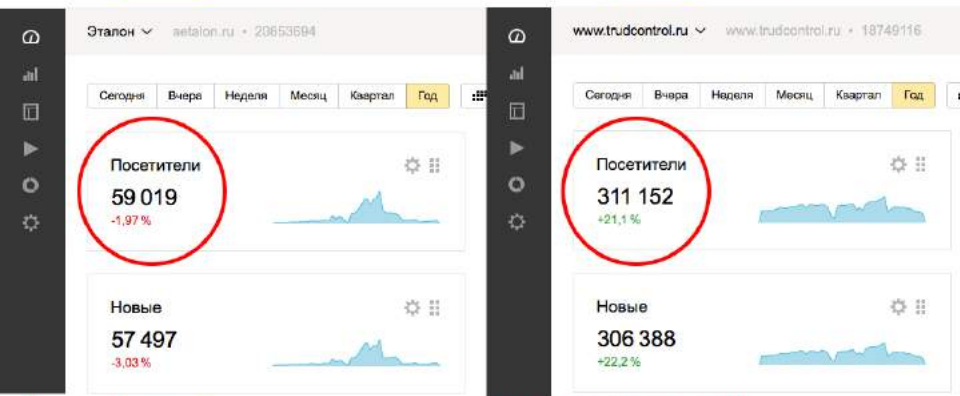 Эталон
aetalon.ru • 20653694
Сегодня Вчера Неделя Месяц Квартал Год
Посетители
59 019
-1,97 %
Новые
57 497
-3,03 %
www.trudcontrol.ru
www.trudcontrol.ru • 18749116
Сегодня Вчера Неделя Месяц Квартал Год
Посетители
311 152
+21,1 %
Новые
306 388
+22,2 %